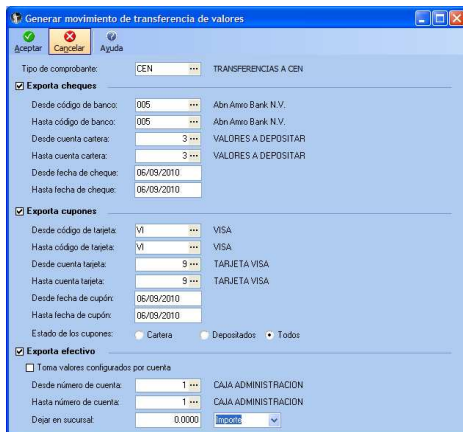 Generar movimiento de transferencia de valores
Aceptar Cancelar Ayuda
Tipo de comprobante: CEN ... TRANSFERENCIAS A CEN
Exporta cheques
Desde código de banco: 005 ... Abn Amro Bank N.V.
Hasta código de banco: 005 ... Abn Amro Bank N.V.
Desde cuenta cartera: 3 ... VALORES A DEPOSITAR
Hasta cuenta cartera: 3 ... VALORES A DEPOSITAR
Desde fecha de cheque: 06/09/2010
Hasta fecha de cheque: 06/09/2010
Exporta cupones
Desde código de tarjeta: VI ... VISA
Hasta código de tarjeta: VI ... VISA
Desde cuenta tarjeta: 9 ... TARJETA VISA
Hasta cuenta tarjeta: 9 ... TARJETA VISA
Desde fecha de cupón: 06/09/2010
Hasta fecha de cupón: 06/09/2010
Estado de los cupones: Cartera Depositados Todos
Exporta efectivo
Toma valores configurados por cuenta
Desde número de cuenta: 1 ... CAJA ADMINISTRACION
Hasta número de cuenta: 1 ... CAJA ADMINISTRACION
Dejar en sucursal: 0.0000 Importe